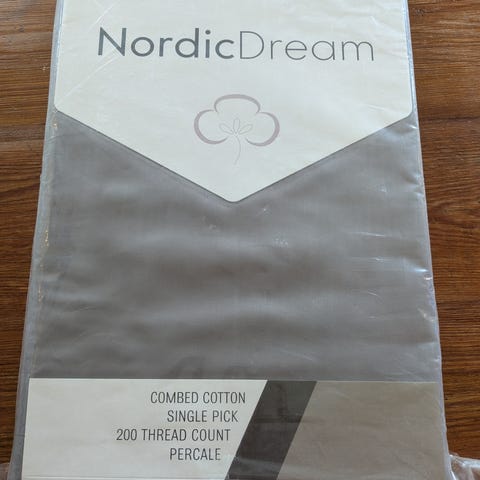 NordicDream
COMBED COTTON
SINGLE PICK
200 THREAD COUNT
PERCALE